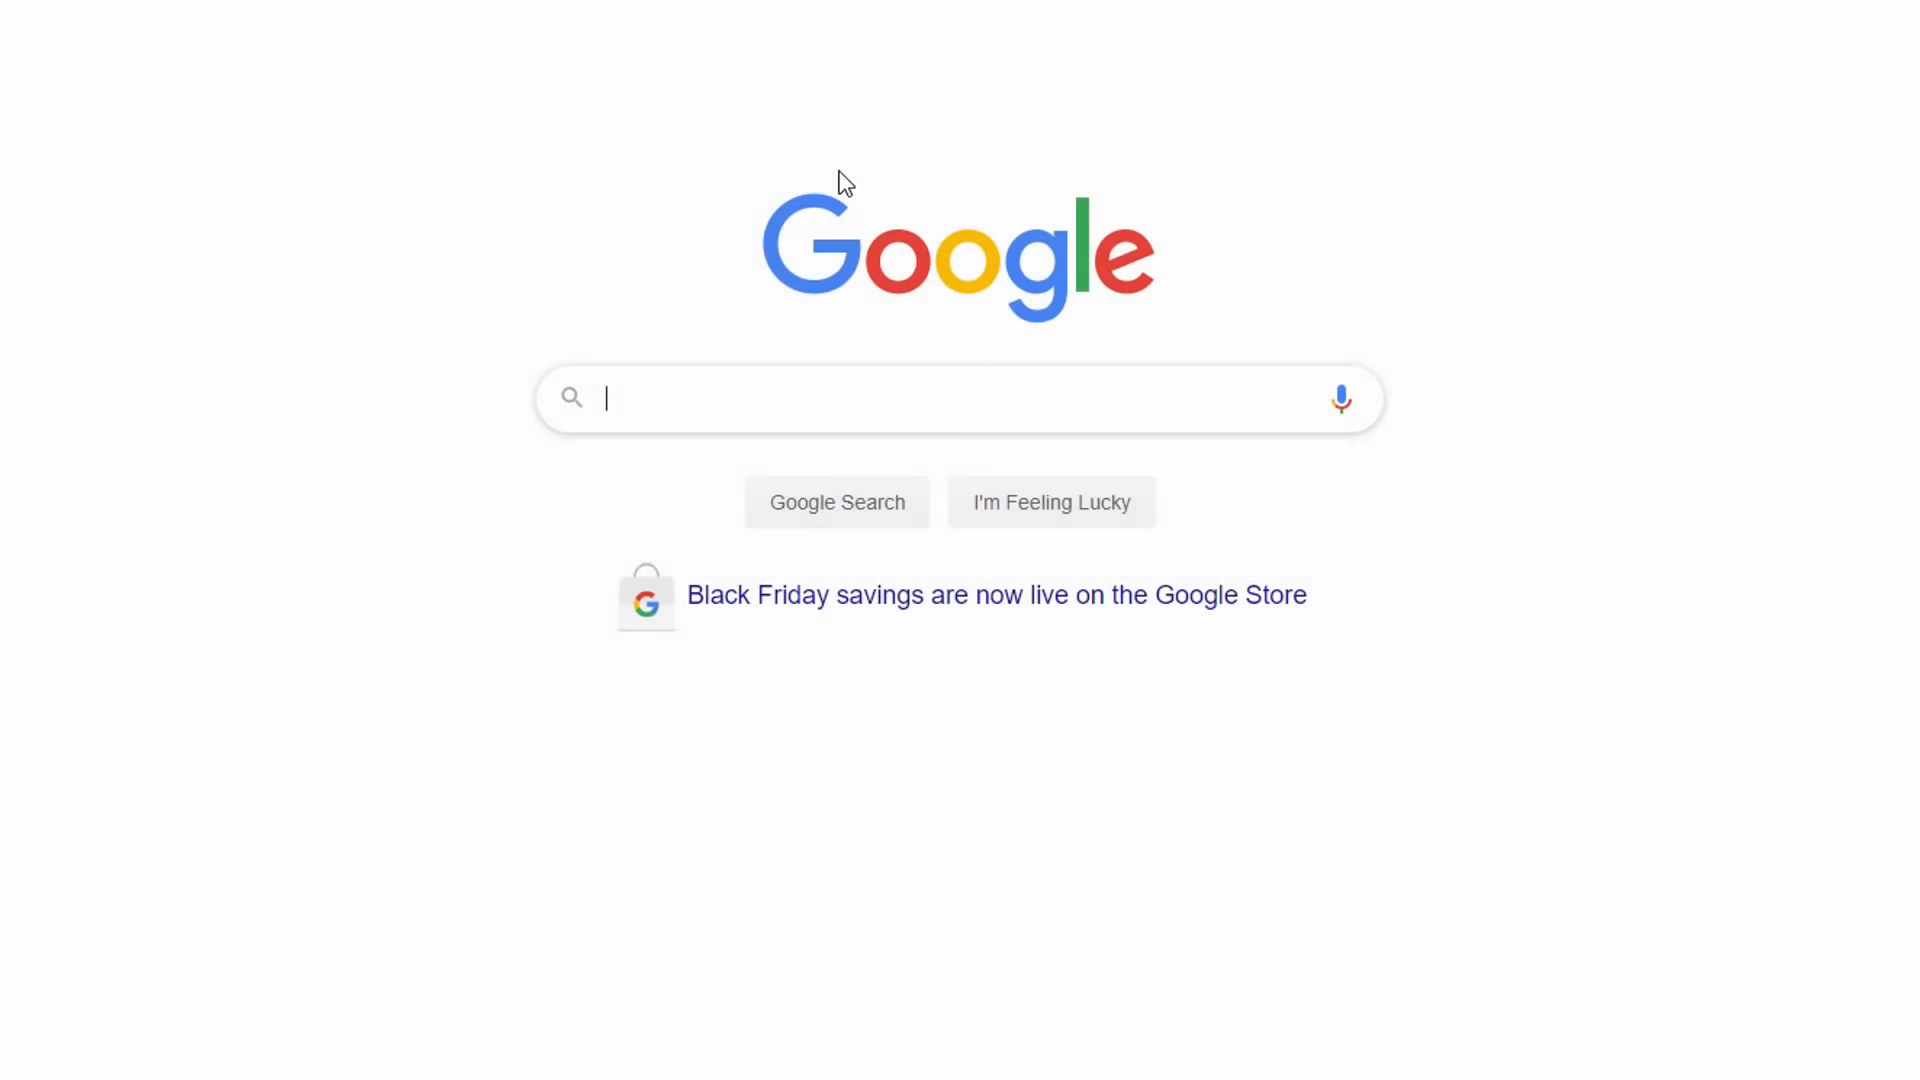 Google
Google Search
I'm Feeling Lucky
G
Black Friday savings are now live on the Google Store